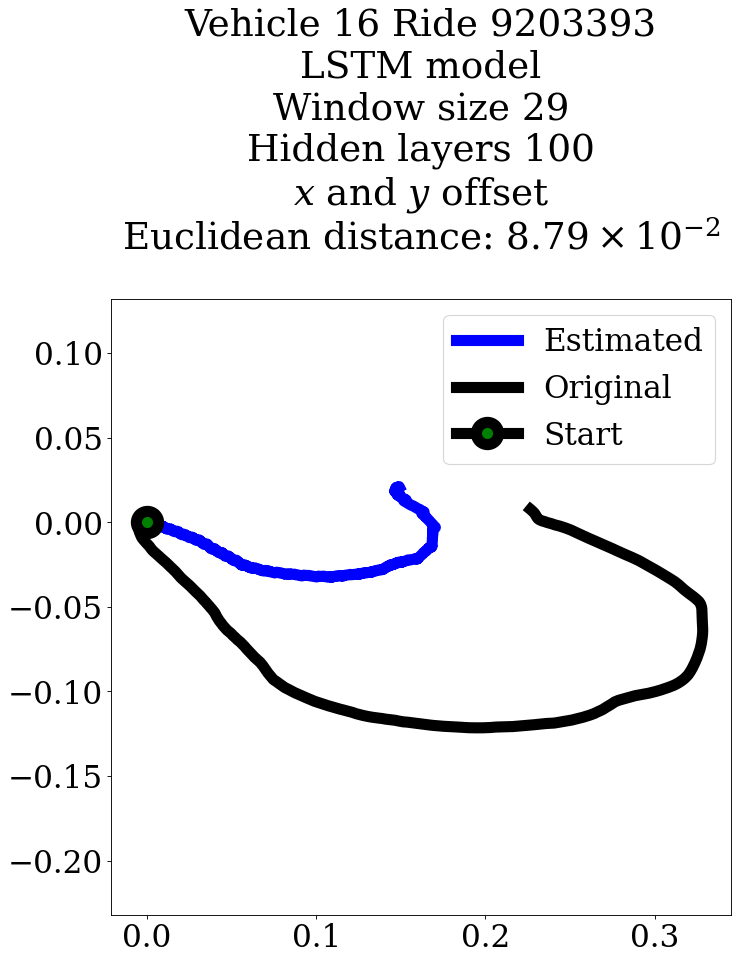 Vehicle 16 Ride 9203393
LSTM model
Window size 29
Hidden layers 100
x and y offset
Euclidean distance: 8.79 × 10⁻²
Estimated
Original
Start
0.10
0.05
0.00
−0.05
−0.10
−0.15
−0.20
0.0 0.1 0.2 0.3